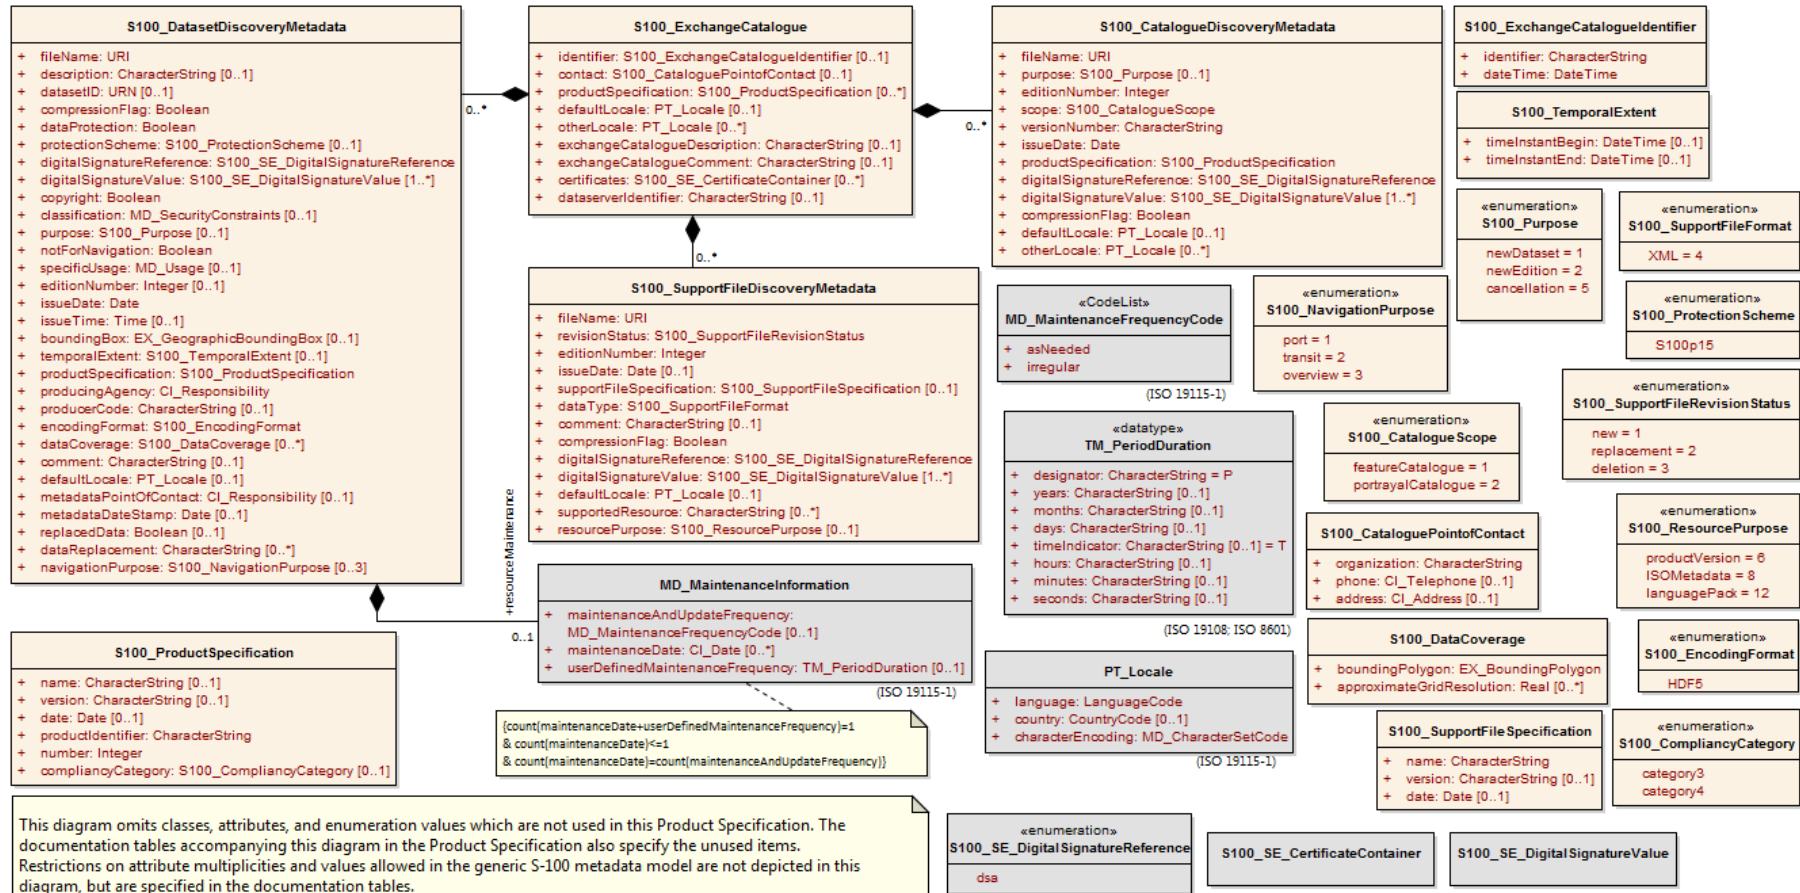 S100_DatasetDiscoveryMetadata
+ fileName: URI
+ description: CharacterString [0..1]
+ datasetID: URN [0..1]
+ compressionFlag: Boolean
+ dataProtection: Boolean
+ protectionScheme: S100_ProtectionScheme [0..1]
+ digitalSignatureReference: S100_SE_DigitalSignatureReference
+ digitalSignatureValue: S100_SE_DigitalSignatureValue [1..*]
+ copyright: Boolean
+ classification: MD_SecurityConstraints [0..1]
+ purpose: S100_Purpose [0..1]
+ notForNavigation: Boolean
+ specificUsage: MD_Usage [0..1]
+ editionNumber: Integer [0..1]
+ issueDate: Date
+ issueTime: Time [0..1]
+ boundingBox: EX_GeographicBoundingBox [0..1]
+ temporalExtent: S100_TemporalExtent [0..1]
+ productSpecification: S100_ProductSpecification
+ producingAgency: CI_Responsibility
+ producerCode: CharacterString [0..1]
+ encodingFormat: S100_EncodingFormat
+ dataCoverage: S100_DataCoverage [0..*]
+ comment: CharacterString [0..1]
+ defaultLocale: PT_Locale [0..1]
+ metadataPointOfContact: CI_Responsibility [0..1]
+ metadataDateStamp: Date [0..1]
+ replacedData: Boolean [0..1]
+ dataReplacement: CharacterString [0..*]
+ navigationPurpose: S100_NavigationPurpose [0..3]
0..*
S100_ExchangeCatalogue
+ identifier: S100_ExchangeCatalogueIdentifier [0..1]
+ contact: S100_CataloguePointofContact [0..1]
+ productSpecification: S100_ProductSpecification [0..*]
+ defaultLocale: PT_Locale [0..1]
+ otherLocale: PT_Locale [0..*]
+ exchangeCatalogueDescription: CharacterString [0..1]
+ exchangeCatalogueComment: CharacterString [0..1]
+ certificates: S100_SE_CertificateContainer [0..*]
+ dataserverIdentifier: CharacterString [0..1]
0..*
0..*
S100_CatalogueDiscoveryMetadata
+ fileName: URI
+ purpose: S100_Purpose [0..1]
+ editionNumber: Integer
+ scope: S100_CatalogueScope
+ versionNumber: CharacterString
+ issueDate: Date
+ productSpecification: S100_ProductSpecification
+ digitalSignatureReference: S100_SE_DigitalSignatureReference
+ digitalSignatureValue: S100_SE_DigitalSignatureValue [1..*]
+ compressionFlag: Boolean
+ defaultLocale: PT_Locale [0..1]
+ otherLocale: PT_Locale [0..*]
S100_ExchangeCatalogueIdentifier
+ identifier: CharacterString
+ dateTime: DateTime
S100_TemporalExtent
+ timeInstantBegin: DateTime [0..1]
+ timeInstantEnd: DateTime [0..1]
«enumeration»
S100_Purpose
newDataset = 1
newEdition = 2
cancellation = 5
«enumeration»
S100_SupportFileFormat
XML = 4
S100_SupportFileDiscoveryMetadata
+ fileName: URI
+ revisionStatus: S100_SupportFileRevisionStatus
+ editionNumber: Integer
+ issueDate: Date [0..1]
+ supportFileSpecification: S100_SupportFileSpecification [0..1]
+ dataType: S100_SupportFileFormat
+ comment: CharacterString [0..1]
+ compressionFlag: Boolean
+ digitalSignatureReference: S100_SE_DigitalSignatureReference
+ digitalSignatureValue: S100_SE_DigitalSignatureValue [1..*]
+ defaultLocale: PT_Locale [0..1]
+ supportedResource: CharacterString [0..*]
+ resourcePurpose: S100_ResourcePurpose [0..1]
«CodeList»
MD_MaintenanceFrequencyCode
+ asNeeded
+ irregular
(ISO 19115-1)
«enumeration»
S100_NavigationPurpose
port = 1
transit = 2
overview = 3
«enumeration»
S100_ProtectionScheme
S100p15
«enumeration»
S100_SupportFileRevisionStatus
new = 1
replacement = 2
deletion = 3
«datatype»
TM_PeriodDuration
+ designator: CharacterString = P
+ years: CharacterString [0..1]
+ months: CharacterString [0..1]
+ days: CharacterString [0..1]
+ timeIndicator: CharacterString [0..1] = T
+ hours: CharacterString [0..1]
+ minutes: CharacterString [0..1]
+ seconds: CharacterString [0..1]
(ISO 19108; ISO 8601)
«enumeration»
S100_CatalogueScope
featureCatalogue = 1
portrayalCatalogue = 2
«enumeration»
S100_ResourcePurpose
productVersion = 6
ISOMetadata = 8
languagePack = 12
S100_CataloguePointofContact
+ organization: CharacterString
+ phone: CI_Telephone [0..1]
+ address: CI_Address [0..1]
+resourceMaintenance
0..1
MD_MaintenanceInformation
+ maintenanceAndUpdateFrequency:
MD_MaintenanceFrequencyCode [0..1]
+ maintenanceDate: CI_Date [0..*]
+ userDefinedMaintenanceFrequency: TM_PeriodDuration [0..1]
(ISO 19115-1)
S100_ProductSpecification
+ name: CharacterString [0..1]
+ version: CharacterString [0..1]
+ date: Date [0..1]
+ productIdentifier: CharacterString
+ number: Integer
+ compliancyCategory: S100_CompliancyCategory [0..1]
{count(maintenanceDate+userDefinedMaintenanceFrequency)=1
& count(maintenanceDate)<=1
& count(maintenanceDate)=count(maintenanceAndUpdateFrequency)}
PT_Locale
+ language: LanguageCode
+ country: CountryCode [0..1]
+ characterEncoding: MD_CharacterSetCode
(ISO 19115-1)
S100_DataCoverage
+ boundingPolygon: EX_BoundingPolygon
+ approximateGridResolution: Real [0..*]
«enumeration»
S100_EncodingFormat
HDF5
S100_SupportFileSpecification
+ name: CharacterString
+ version: CharacterString [0..1]
+ date: Date [0..1]
«enumeration»
S100_CompliancyCategory
category3
category4
This diagram omits classes, attributes, and enumeration values which are not used in this Product Specification. The
documentation tables accompanying this diagram in the Product Specification also specify the unused items.
Restrictions on attribute multiplicities and values allowed in the generic S-100 metadata model are not depicted in this
diagram, but are specified in the documentation tables.
«enumeration»
S100_SE_DigitalSignatureReference
dsa
S100_SE_CertificateContainer
S100_SE_DigitalSignatureValue